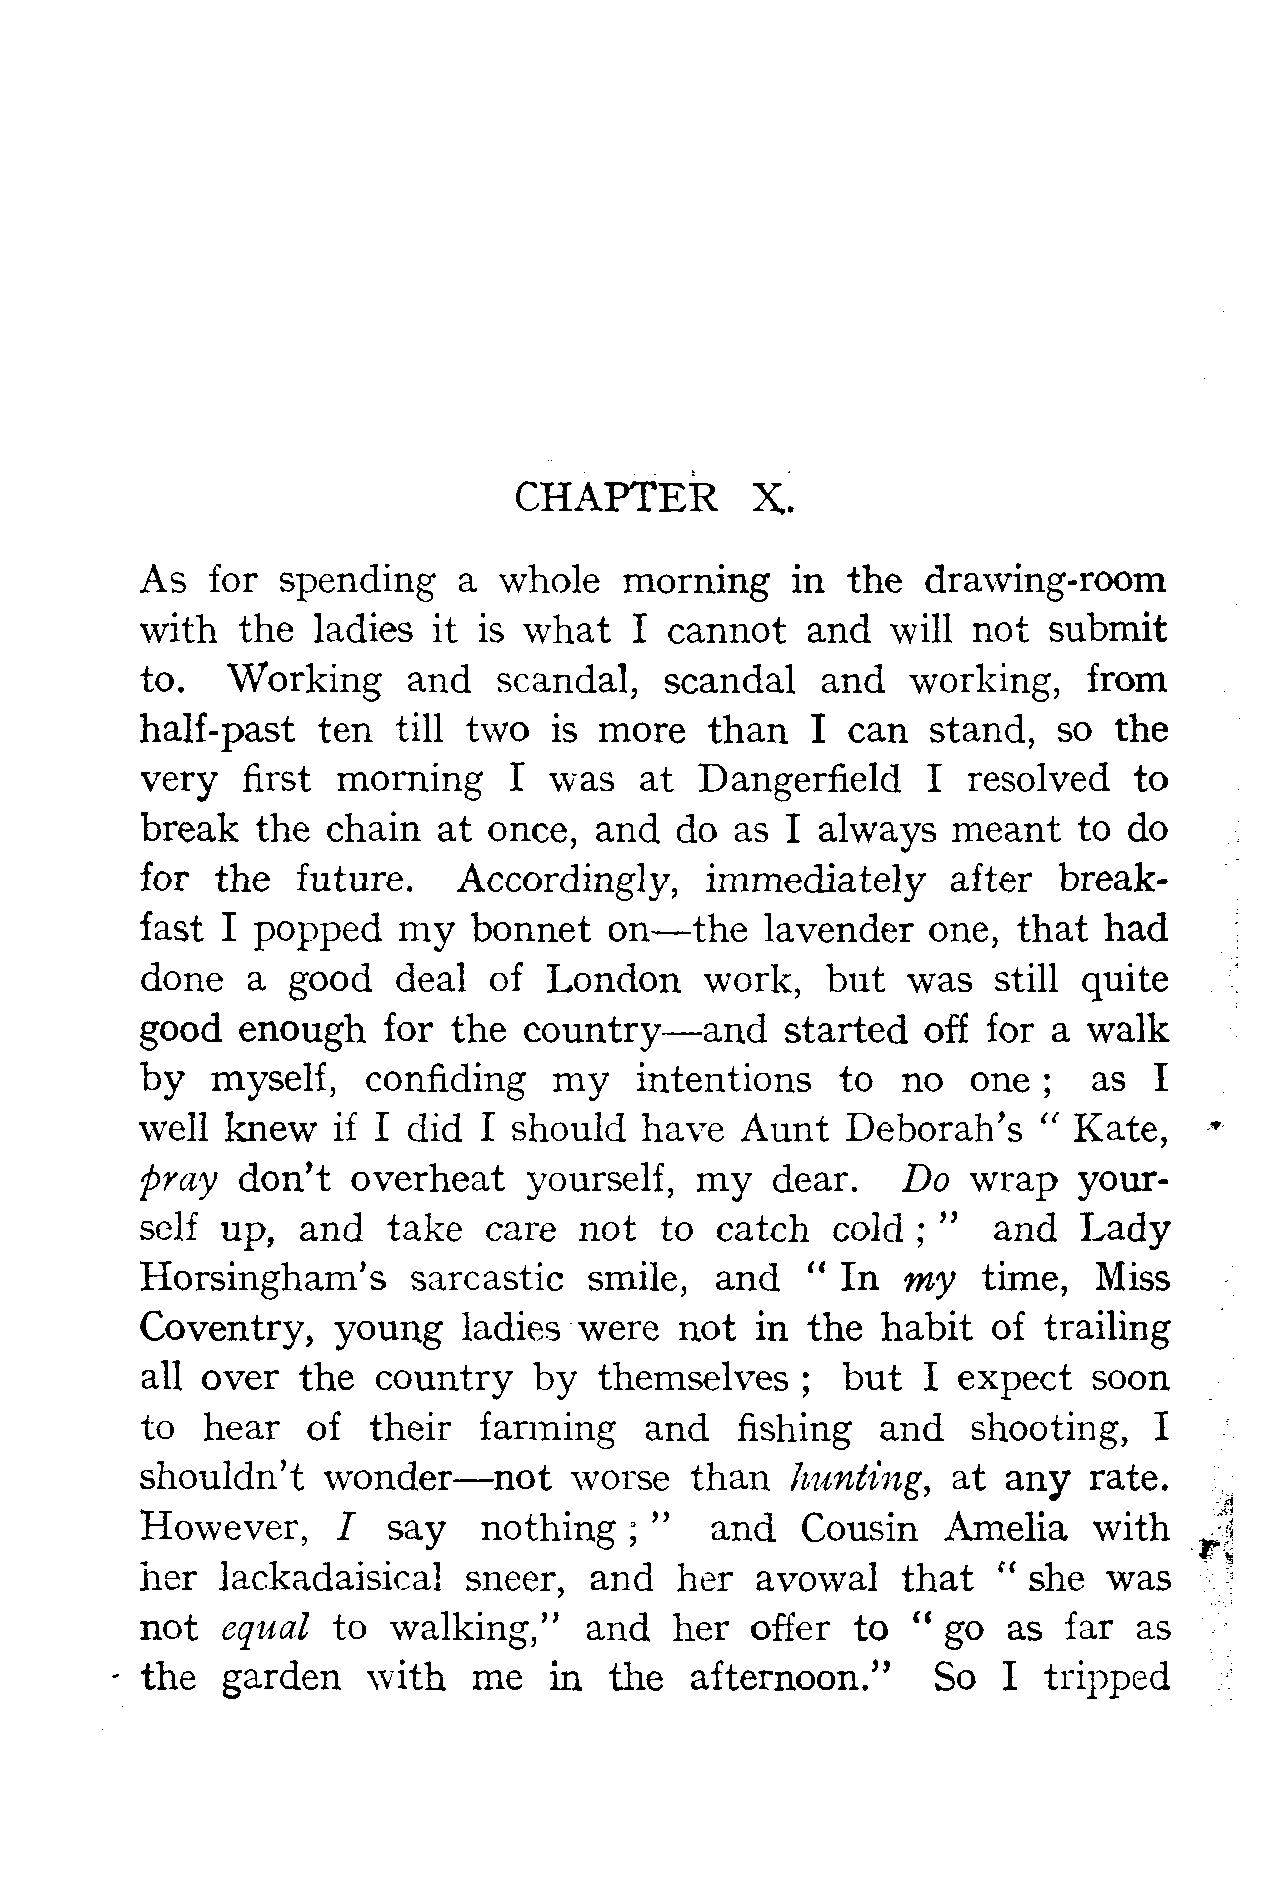 CHAPTER X.
As for spending a whole morning in the drawing-room
with the ladies it is what I cannot and will not submit
to. Working and scandal, scandal and working, from
half-past ten till two is more than I can stand, so the
very first morning I was at Dangerfield I resolved to
break the chain at once, and do as I always meant to do
for the future. Accordingly, immediately after break-
fast I popped my bonnet on—the lavender one, that had
done a good deal of London work, but was still quite
good enough for the country—and started off for a walk
by myself, confiding my intentions to no one ; as I
well knew if I did I should have Aunt Deborah's “ Kate,
pray don't overheat yourself, my dear. Do wrap your-
self up, and take care not to catch cold ; ” and Lady
Horsingham's sarcastic smile, and “ In my time, Miss
Coventry, young ladies were not in the habit of trailing
all over the country by themselves ; but I expect soon
to hear of their farming and fishing and shooting, I
shouldn't wonder—not worse than hunting, at any rate.
However, I say nothing ; ” and Cousin Amelia with
her lackadaisical sneer, and her avowal that “ she was
not equal to walking,” and her offer to “ go as far as
the garden with me in the afternoon.” So I tripped